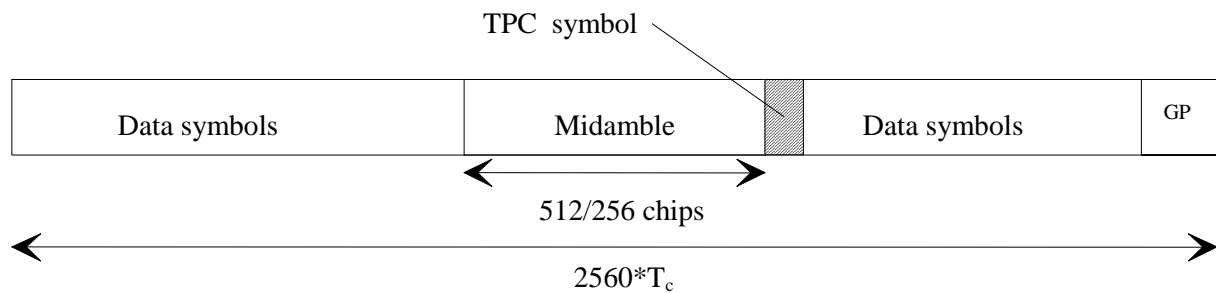 TPC symbol
Data symbols
Midamble
Data symbols
GP
512/256 chips
2560*Tc